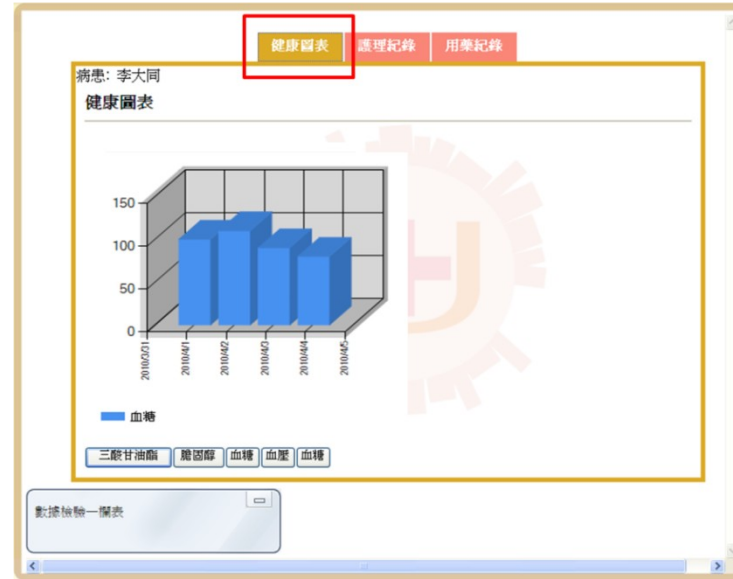 健康圖表 護理紀錄 用藥紀錄
病患: 李大同
健康圖表
150
100
50
0
2010/3/31 2010/4/1 2010/4/2 2010/4/3 2010/4/4 2010/4/5
血糖
三酸甘油酯 膽固醇 血糖 血壓 血糖
數據檢驗一欄表